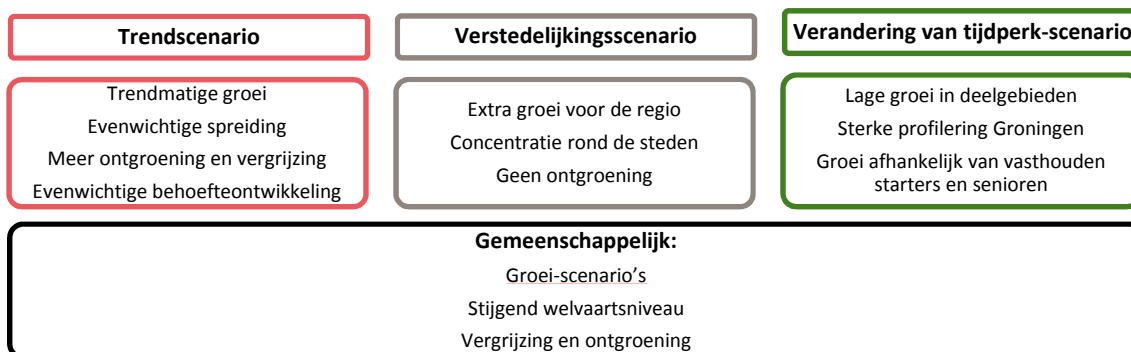 Trendscenario
Trendmatige groei
Evenwichtige spreiding
Meer ontgroening en vergrijzing
Evenwichtige behoefteontwikkeling
Verstedelijkingsscenario
Extra groei voor de regio
Concentratie rond de steden
Geen ontgroening
Verandering van tijdperk-scenario
Lage groei in deelgebieden
Sterke profilering Groningen
Groei afhankelijk van vasthouden
starters en senioren
Gemeenschappelijk:
Groei-scenario's
Stijgend welvaartsniveau
Vergrijzing en ontgroening